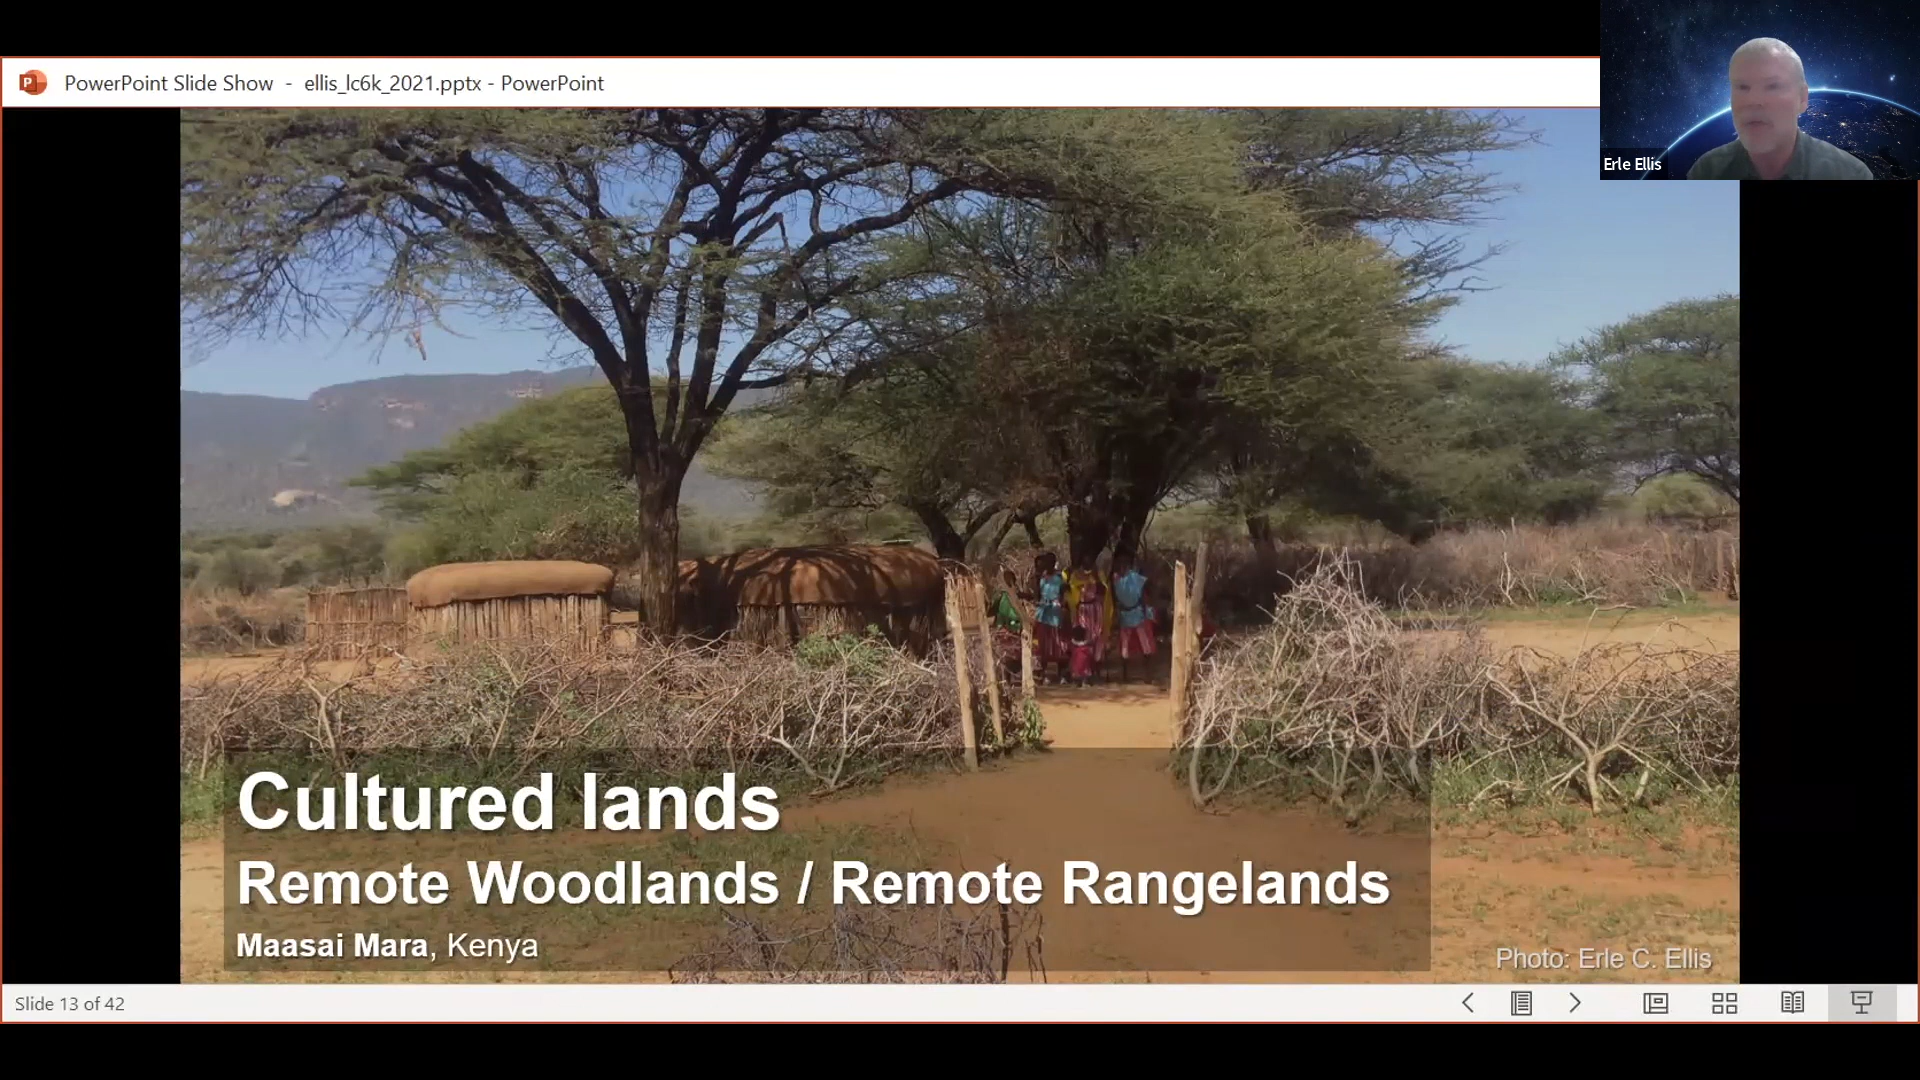 PowerPoint Slide Show - ellis_lc6k_2021.pptx - PowerPoint
Erle Ellis
Cultured lands
Remote Woodlands / Remote Rangelands
Maasai Mara, Kenya
Photo: Erle C. Ellis
Slide 13 of 42